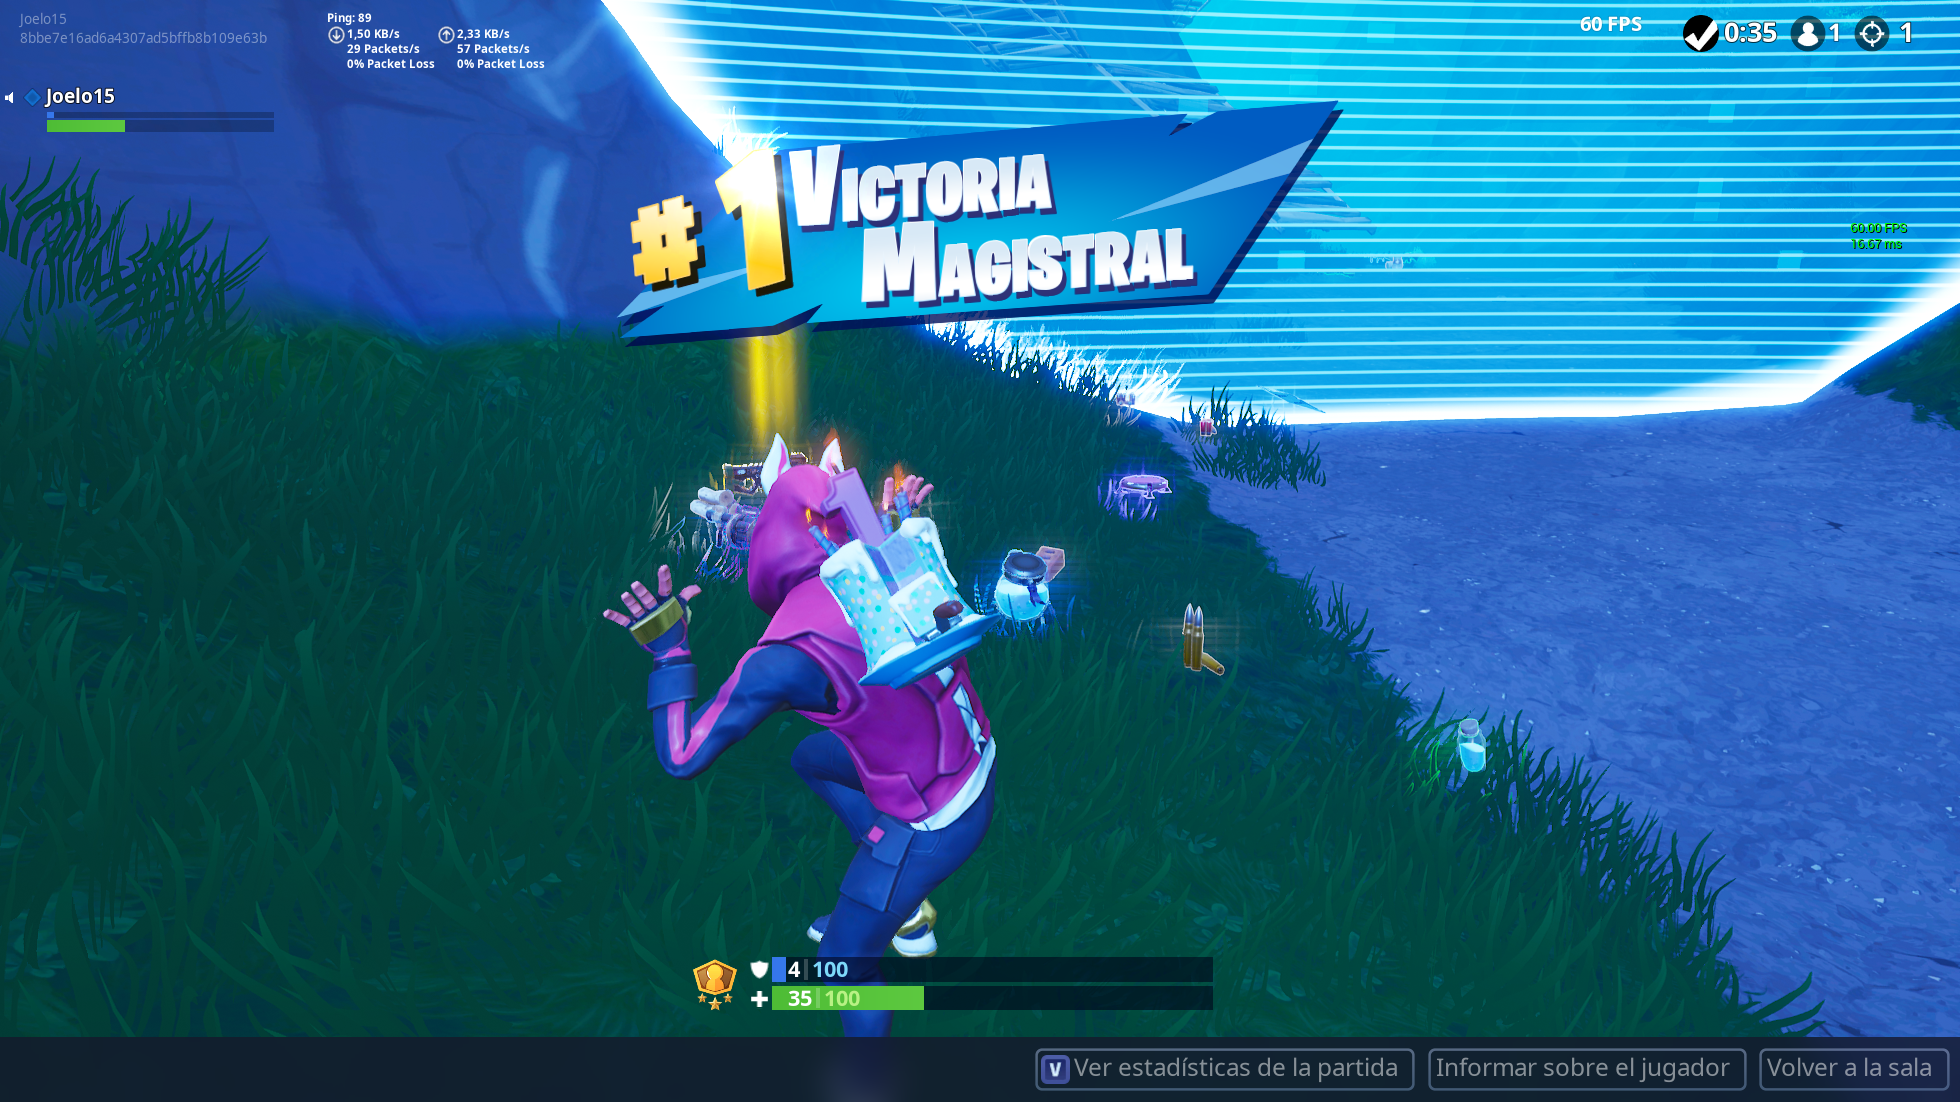 Joelo15
8bbe7e16ad6a4307ad5bffb8b109e63b
Ping: 89
1,50 KB/s 2,33 KB/s
29 Packets/s 57 Packets/s
0% Packet Loss 0% Packet Loss
60 FPS
0:35 1 1
Joelo15
#1 VICTORIA
MAGISTRAL
60.00 FPS
16.67 ms
4 | 100
35 | 100
V Ver estadísticas de la partida
Informar sobre el jugador
Volver a la sala